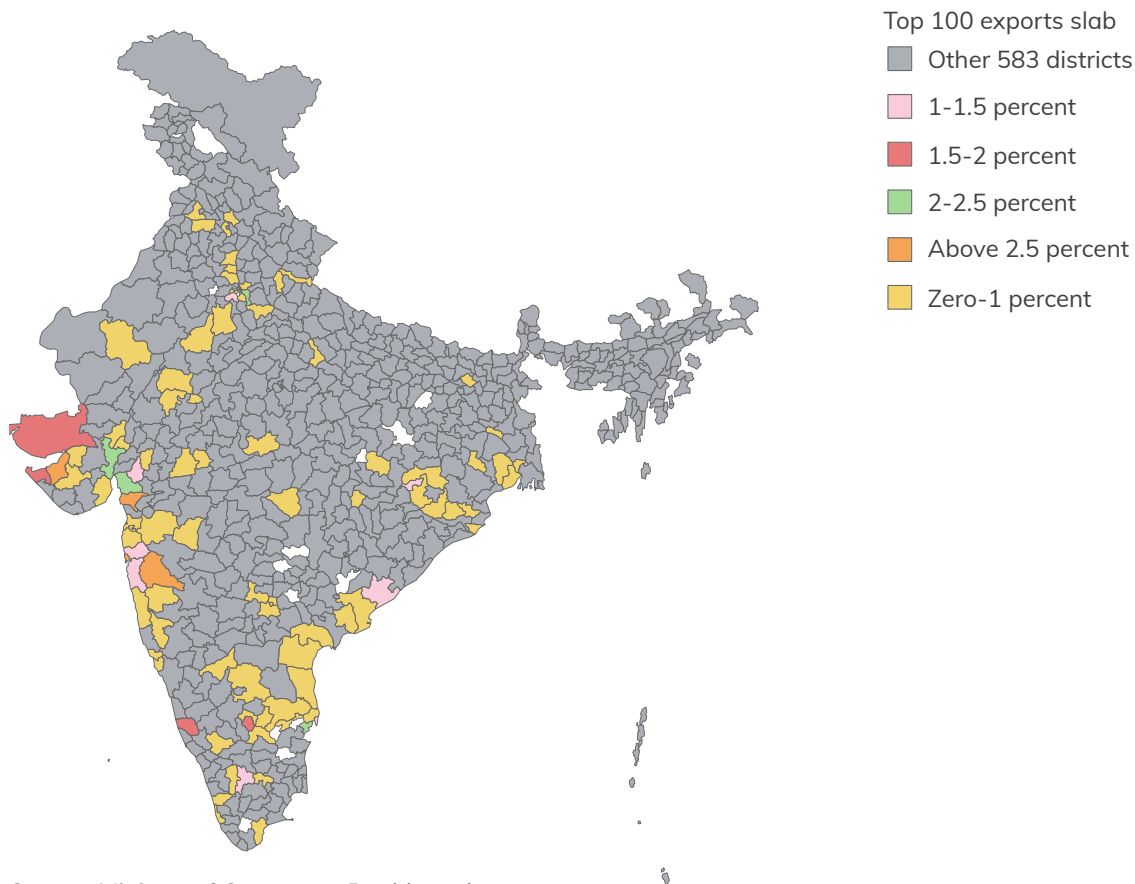 Top 100 exports slab
Other 583 districts
1-1.5 percent
1.5-2 percent
2-2.5 percent
Above 2.5 percent
Zero-1 percent